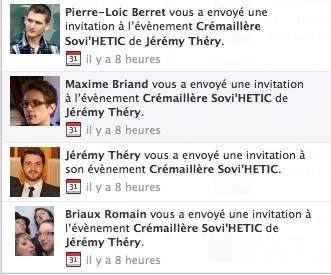 Pierre-Loic Berret vous a envoyé une
invitation à l'évènement Crémaillère
Sovi'HETIC de Jérémy Théry.
31 il y a 8 heures
Maxime Briand vous a envoyé une invitation
à l'évènement Crémaillère Sovi'HETIC de
Jérémy Théry.
31 il y a 8 heures
Jérémy Théry vous a envoyé une invitation à
son évènement Crémaillère Sovi'HETIC.
31 il y a 8 heures
Briaux Romain vous a envoyé une invitation à
l'évènement Crémaillère Sovi'HETIC de
Jérémy Théry.
31 il y a 8 heures